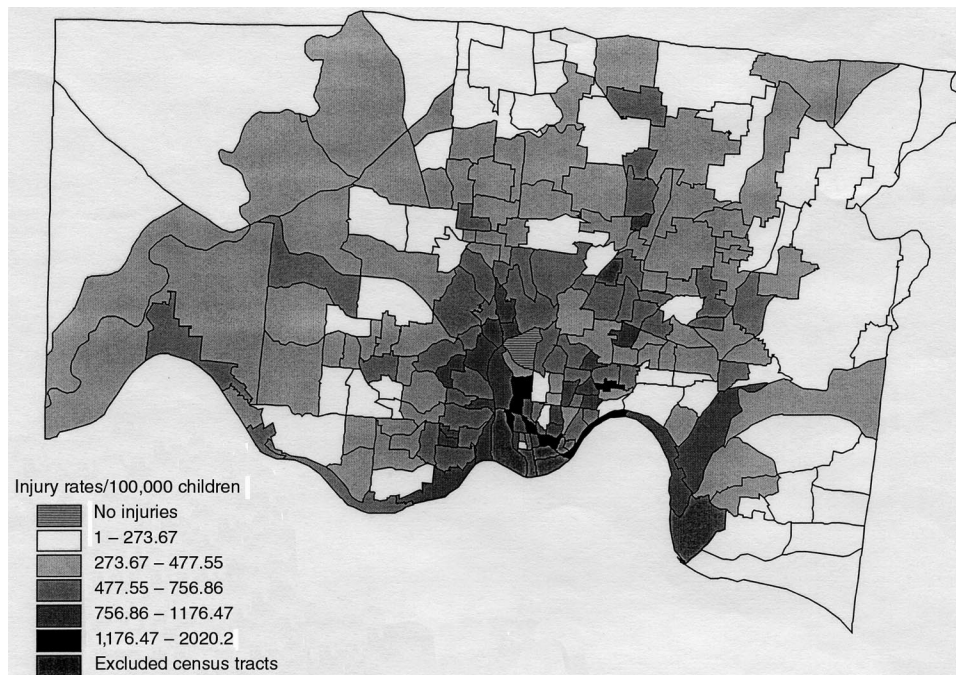 Injury rates/100,000 children
No injuries
1 – 273.67
273.67 – 477.55
477.55 – 756.86
756.86 – 1176.47
1,176.47 – 2020.2
Excluded census tracts